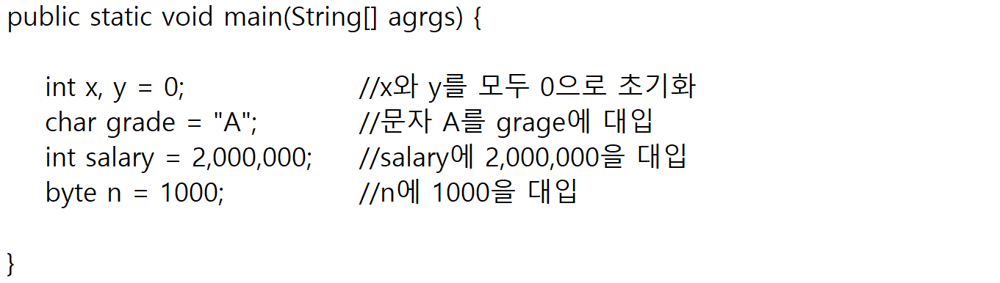 public static void main(String[] agrgs) {
int x, y = 0; //x와 y를 모두 0으로 초기화
char grade = "A"; //문자 A를 grage에 대입
int salary = 2,000,000; //salary에 2,000,000을 대입
byte n = 1000; //n에 1000을 대입
}